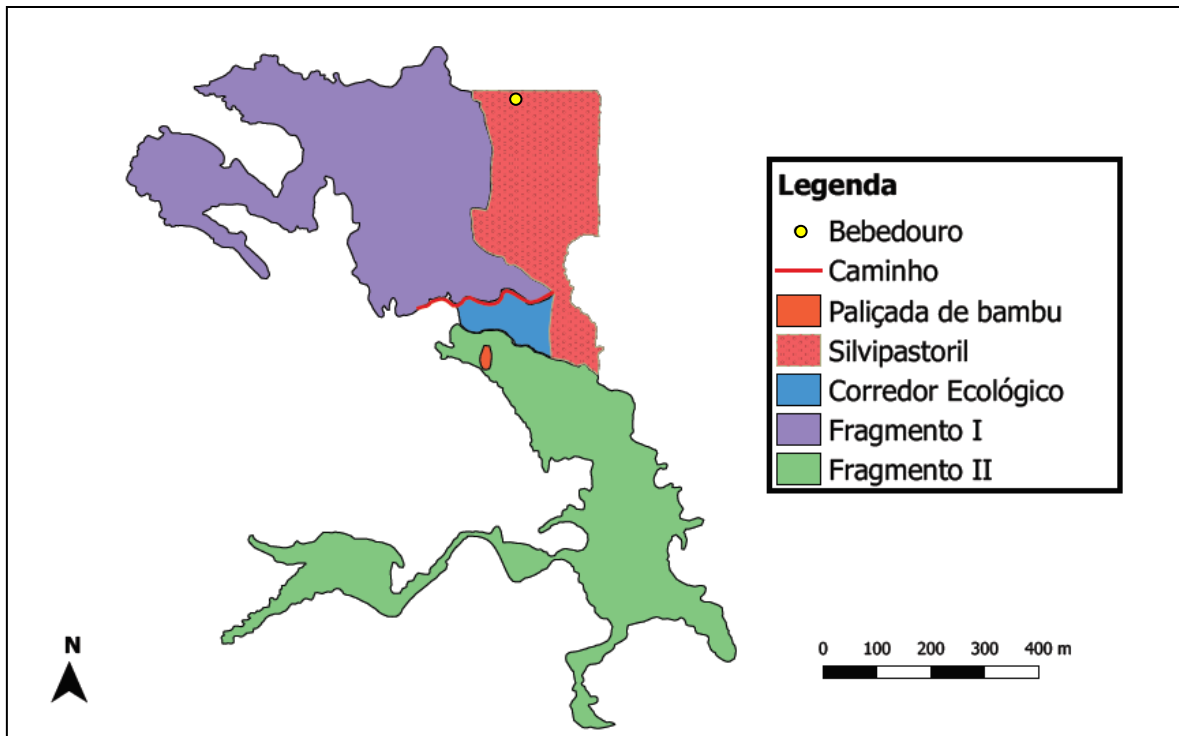 Legenda
Bebedouro
Caminho
Paliçada de bambu
Silvipastoril
Corredor Ecológico
Fragmento I
Fragmento II
N
0 100 200 300 400 m